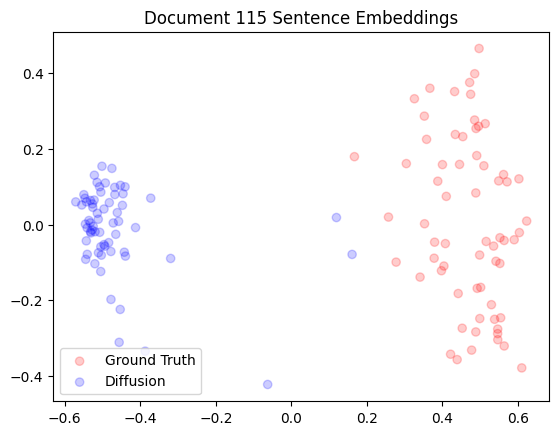 Document 115 Sentence Embeddings
0.4
0.2
0.0
−0.2
−0.4
Ground Truth
Diffusion
−0.6 −0.4 −0.2 0.0 0.2 0.4 0.6